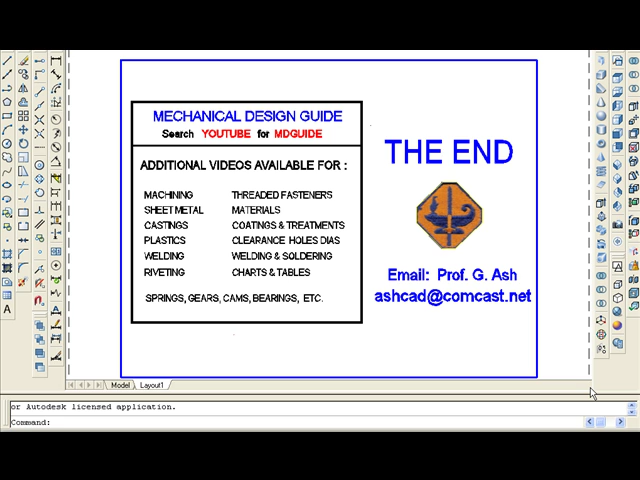 MECHANICAL DESIGN GUIDE
Search YOUTUBE for MDGUIDE
ADDITIONAL VIDEOS AVAILABLE FOR :
MACHINING THREADED FASTENERS
SHEET METAL MATERIALS
CASTINGS COATINGS & TREATMENTS
PLASTICS CLEARANCE HOLES DIAS
WELDING WELDING & SOLDERING
RIVETING CHARTS & TABLES
SPRINGS, GEARS, CAMS, BEARINGS, ETC.
THE END
Email: Prof. G. Ash
ashcad@comcast.net
Model Layout1
or Autodesk licensed application.
Command: